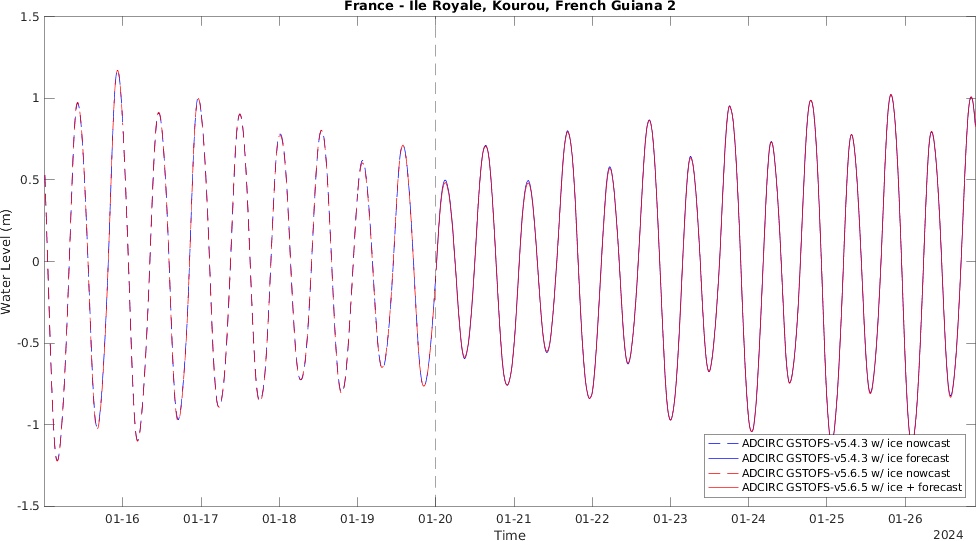 France - Ile Royale, Kourou, French Guiana 2
1.5
1
0.5
0
-0.5
-1
-1.5
Water Level (m)
ADCIRC GSTOFS-v5.4.3 w/ ice nowcast
ADCIRC GSTOFS-v5.4.3 w/ ice forecast
ADCIRC GSTOFS-v5.6.5 w/ ice nowcast
ADCIRC GSTOFS-v5.6.5 w/ ice + forecast
01-16 01-17 01-18 01-19 01-20 01-21 01-22 01-23 01-24 01-25 01-26
Time
2024